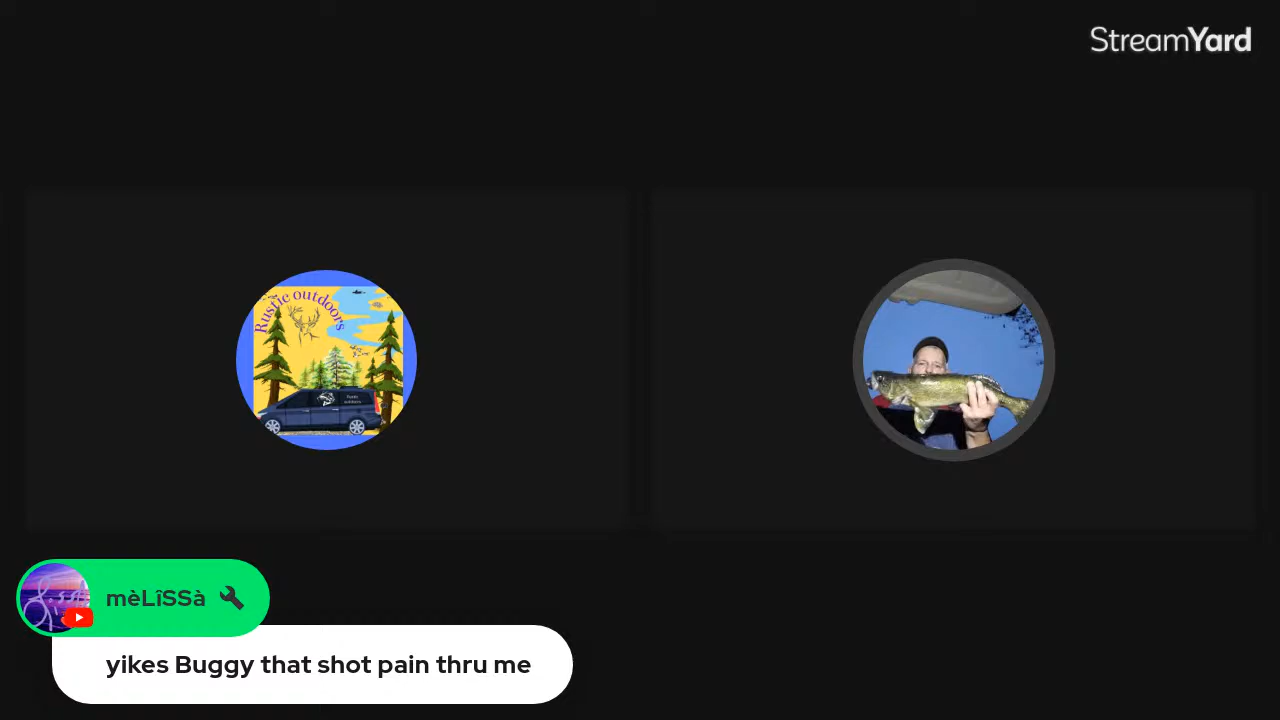 StreamYard
Rustic outdoors
mèLîSSà
yikes Buggy that shot pain thru me